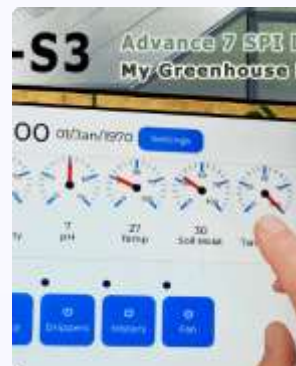 -S3
Advance 7 SPI
My Greenhouse
00 01/Jan/1970 Settings
7 27 30
pH Temp Soil Moist
Drippers History Fan